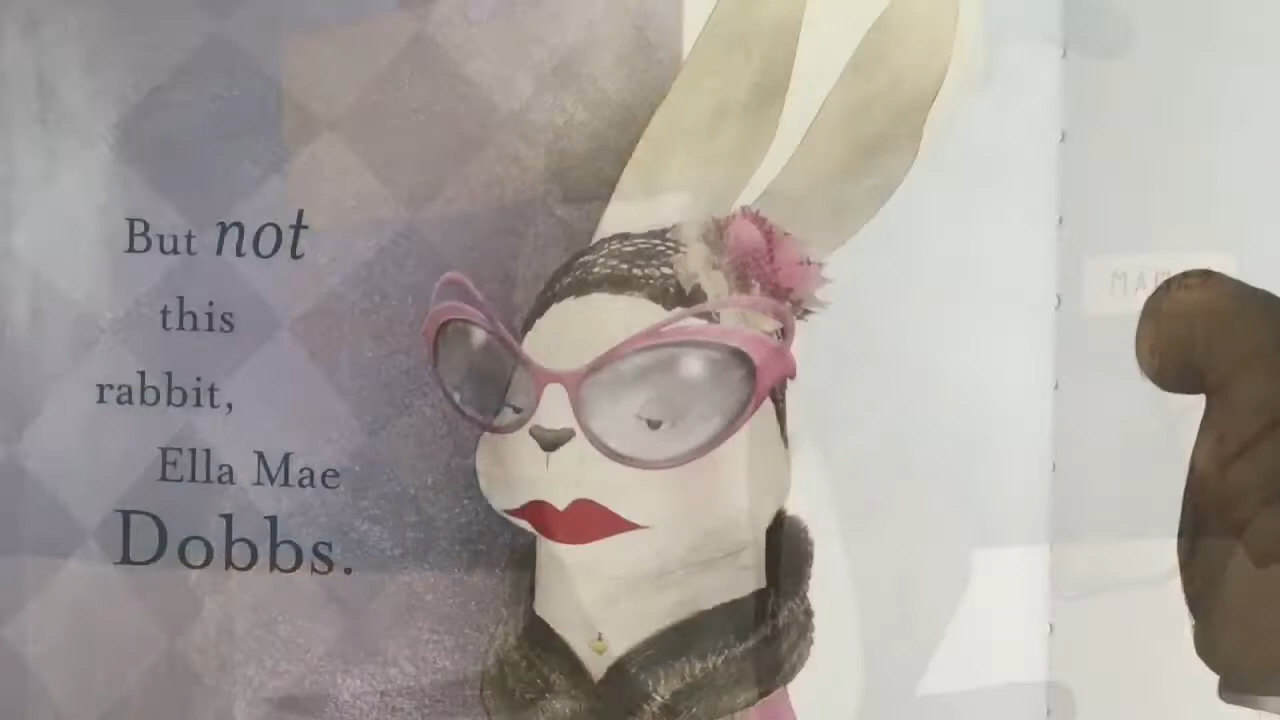 But not
this
rabbit,
Ella Mae
Dobbs.